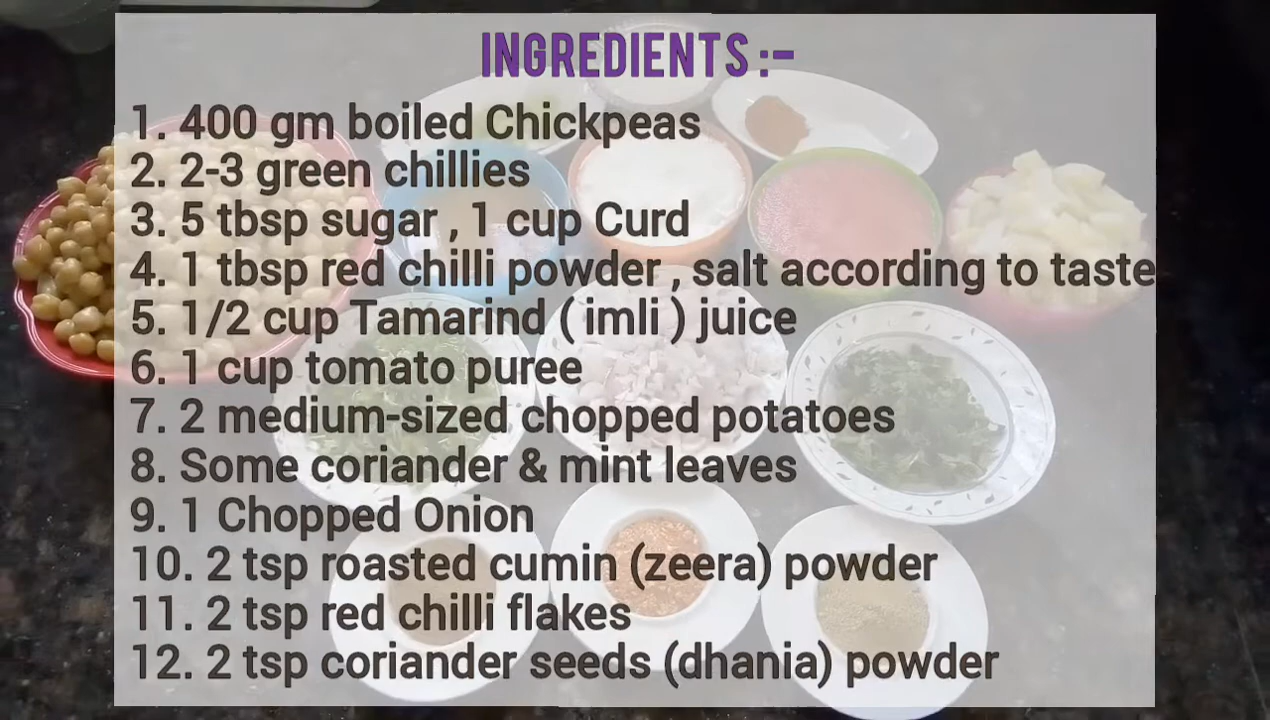 INGREDIENTS :-
1. 400 gm boiled Chickpeas
2. 2-3 green chillies
3. 5 tbsp sugar , 1 cup Curd
4. 1 tbsp red chilli powder , salt according to taste
5. 1/2 cup Tamarind ( imli ) juice
6. 1 cup tomato puree
7. 2 medium-sized chopped potatoes
8. Some coriander & mint leaves
9. 1 Chopped Onion
10. 2 tsp roasted cumin (zeera) powder
11. 2 tsp red chilli flakes
12. 2 tsp coriander seeds (dhania) powder